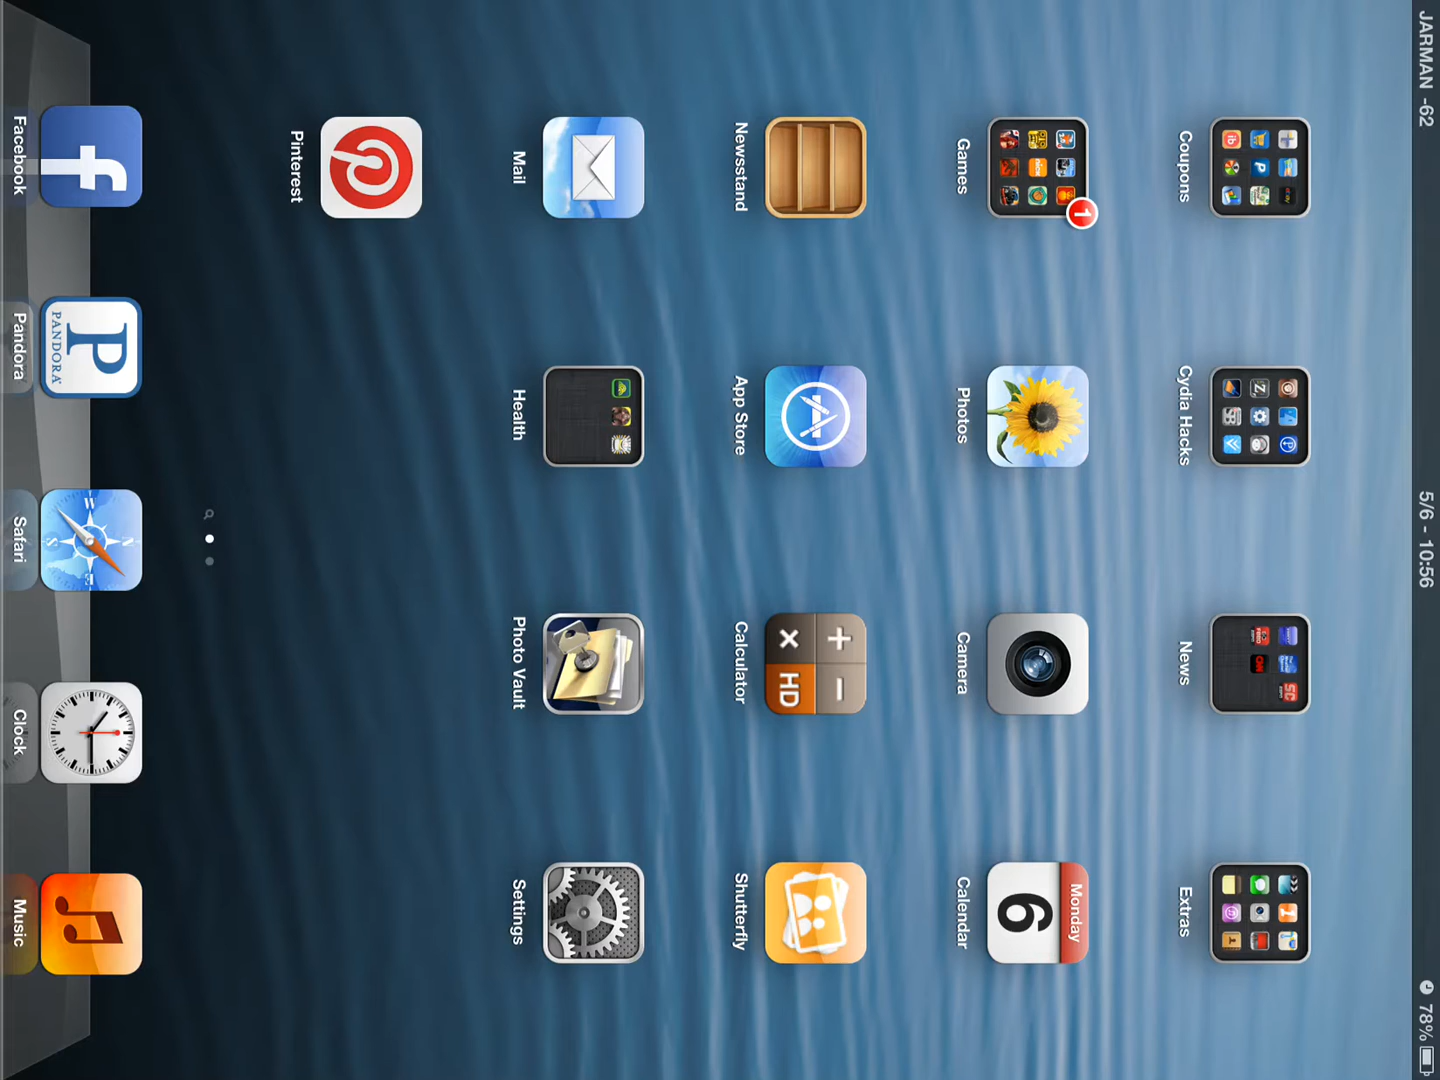 JARMAN -62
5/6 - 10:56
78%
Coupons
Cydia Hacks
News
Extras
1
Games
Photos
Camera
Monday
6
Calendar
Newsstand
App Store
+ −
× HD
Calculator
Shutterfly
Mail
Health
Photo Vault
Settings
Pinterest
f
P
PANDORA
N
W
E
S
Facebook
Pandora
Safari
Clock
Music